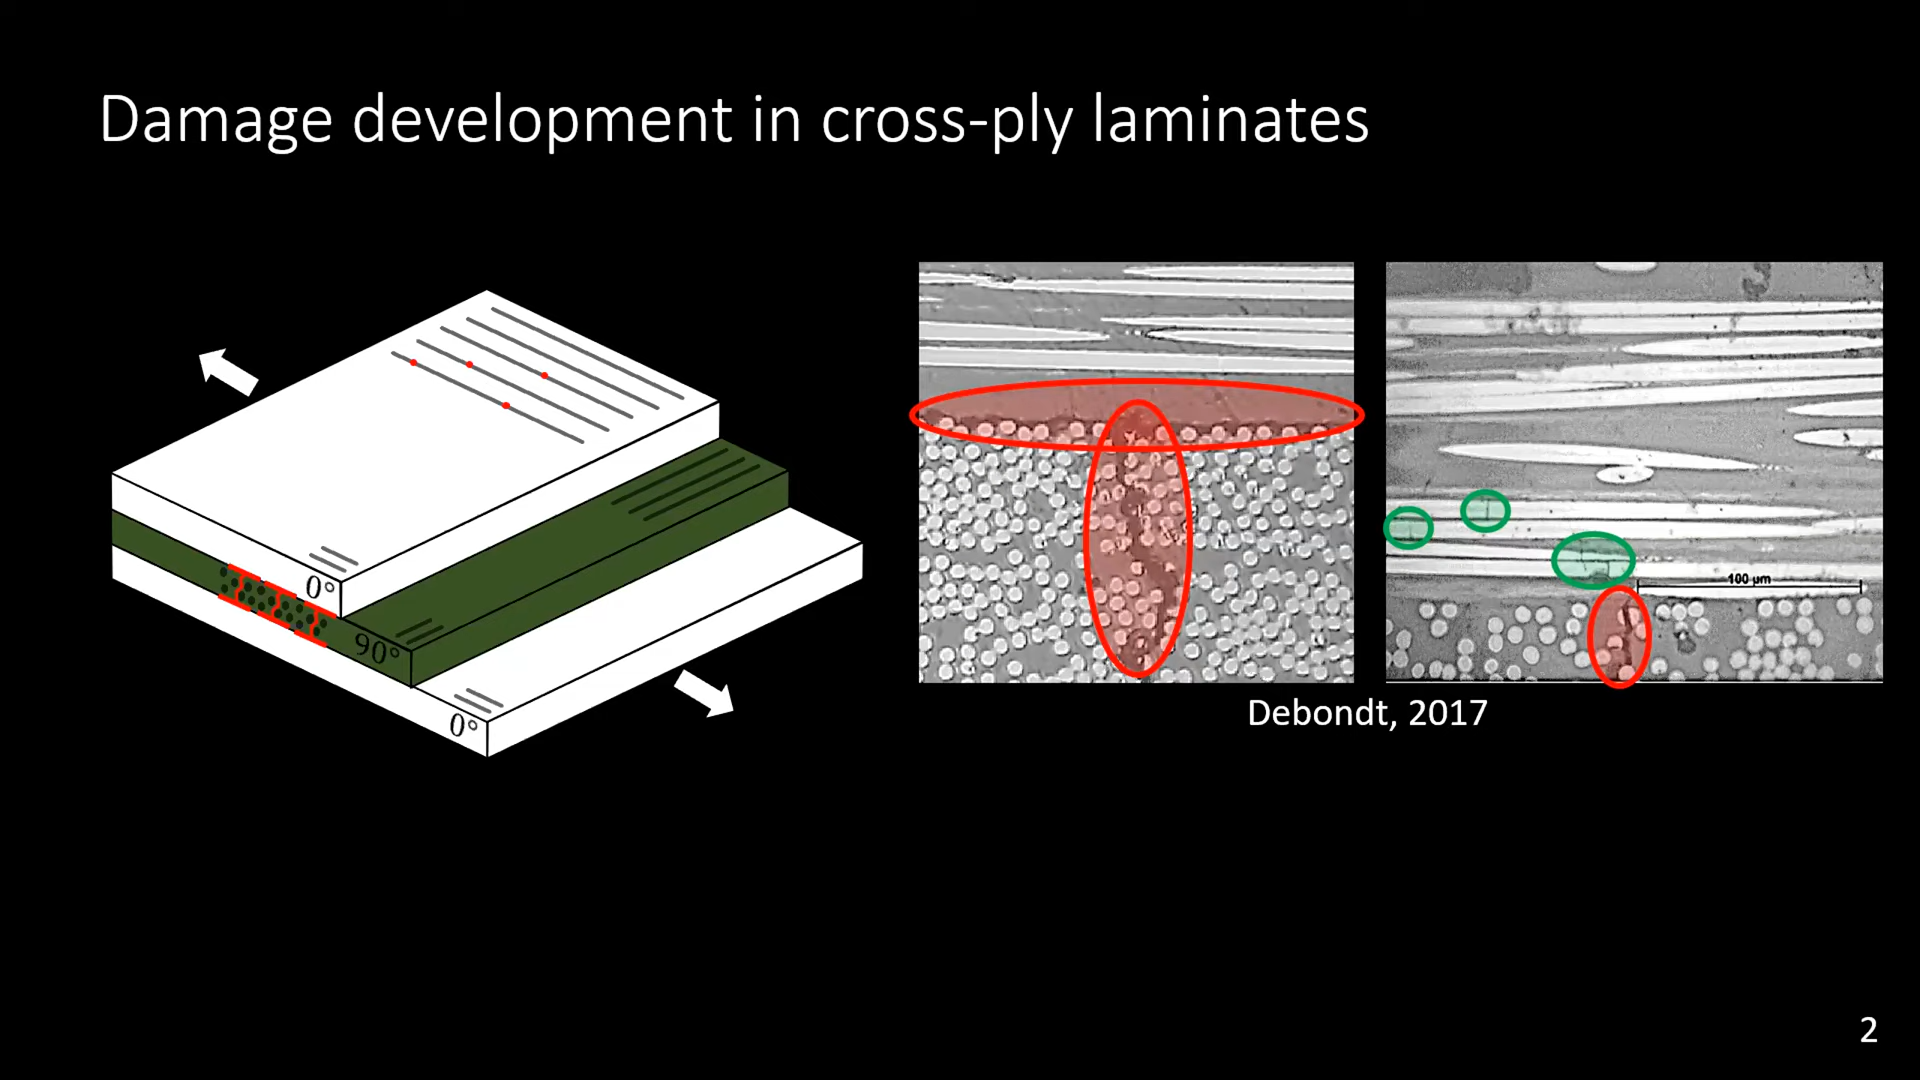 Damage development in cross-ply laminates
0°
90°
0°
100 µm
Debondt, 2017
2